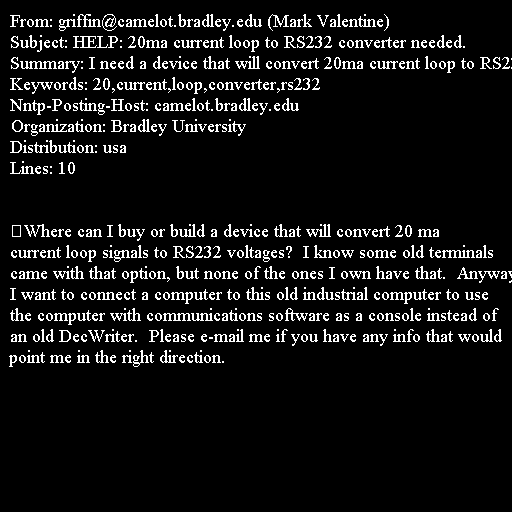 From: griffin@camelot.bradley.edu (Mark Valentine)
Subject: HELP: 20ma current loop to RS232 converter needed.
Summary: I need a device that will convert 20ma current loop to RS2
Keywords: 20,current,loop,converter,rs232
Nntp-Posting-Host: camelot.bradley.edu
Organization: Bradley University
Distribution: usa
Lines: 10
Where can I buy or build a device that will convert 20 ma
current loop signals to RS232 voltages?  I know some old terminals
came with that option, but none of the ones I own have that.  Anyway
I want to connect a computer to this old industrial computer to use
the computer with communications software as a console instead of
an old DecWriter.  Please e-mail me if you have any info that would
point me in the right direction.